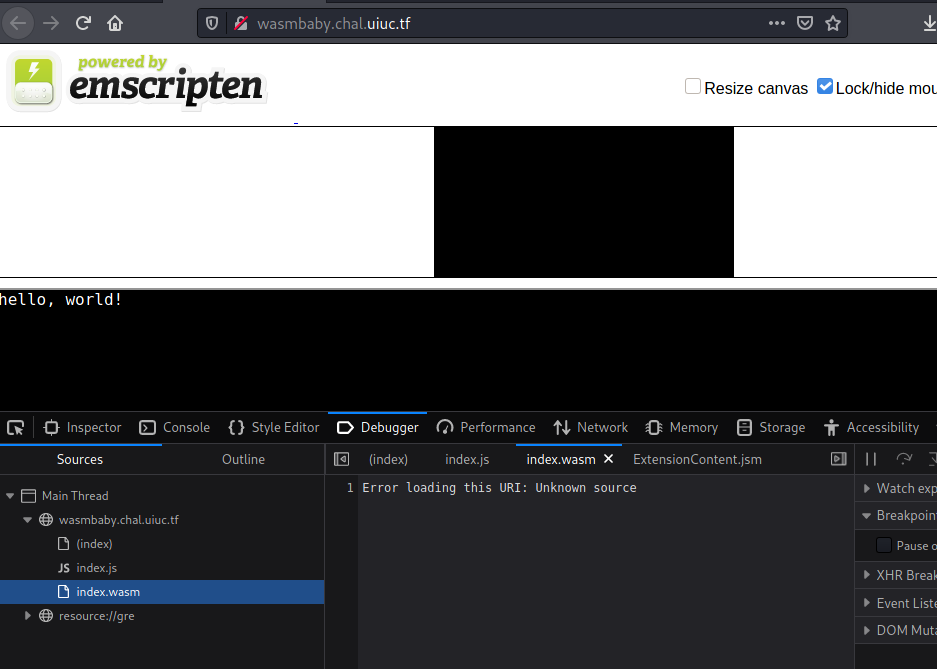 wasmbaby.chal.uiuc.tf
powered by
emscripten
Resize canvas Lock/hide mou
hello, world!
Inspector Console Style Editor Debugger Performance Network Memory Storage Accessibility
Sources Outline (index) index.js index.wasm ExtensionContent.jsm
1 Error loading this URI: Unknown source
Main Thread
wasmbaby.chal.uiuc.tf
(index)
JS index.js
index.wasm
resource://gre
Watch exp
Breakpoin
Pause o
XHR Break
Event Liste
DOM Muta